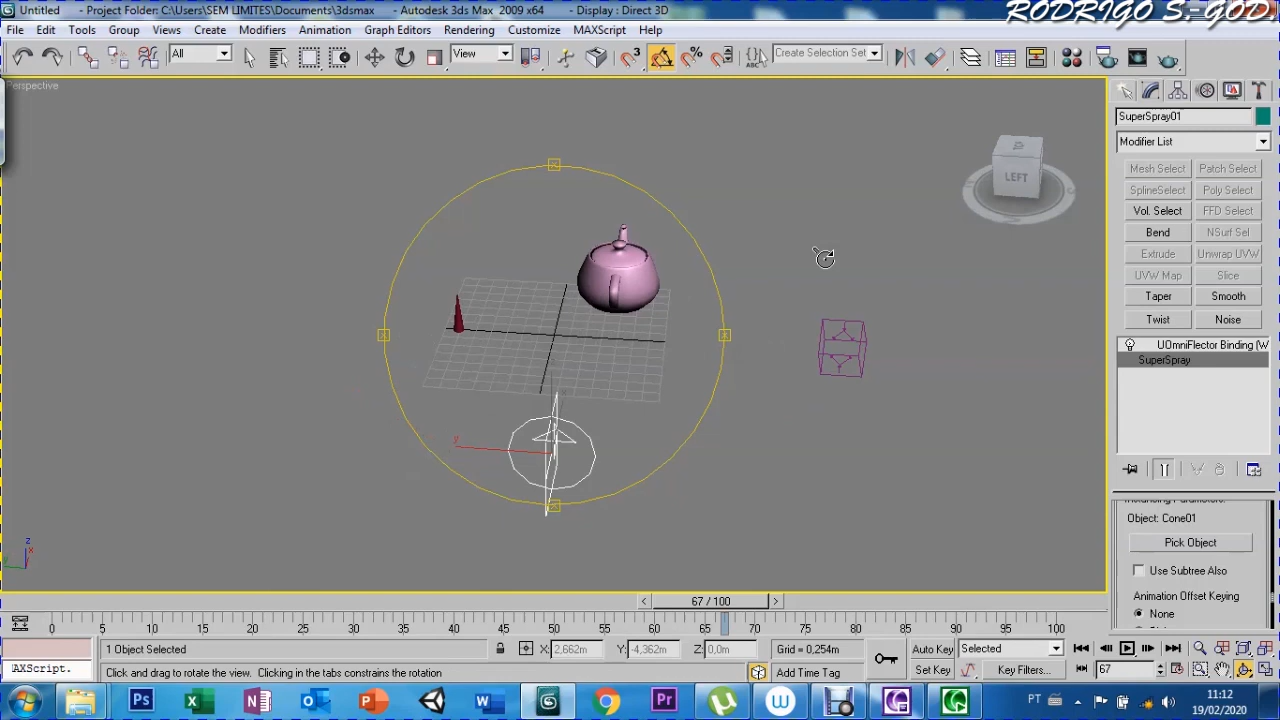 Untitled - Project Folder: C:\Users\SEM LIMITES\Documents\3dsmax - Autodesk 3ds Max 2009 x64 - Display : Direct 3D
RODRIGO S.-GOD
File Edit Tools Group Views Create Modifiers Animation Graph Editors Rendering Customize MAXScript Help
All View 3 % ABC Create Selection Set
Perspective
LEFT
SuperSpray01
Modifier List
Mesh Select Patch Select
SplineSelect Poly Select
Vol. Select FFD Select
Bend NSurf Sel
Extrude Unwrap UVW
UVW Map Slice
Taper Smooth
Twist Noise
UOmniFlector Binding (W
SuperSpray
Instancing Parameters:
Object: Cone01
Pick Object
Use Subtree Also
Animation Offset Keying
None
y
z
x
67 / 100
0 5 10 15 20 25 30 35 40 45 50 55 60 65 70 75 80 85 90 95 100
1 Object Selected X: 2,662m Y: -4,362m Z: 0,0m Grid = 0,254m Auto Key Selected
AXScript. Click and drag to rotate the view. Clicking in the tabs constrains the rotation Add Time Tag Set Key Key Filters... 67
Ps W Pr W
PT 11:12
19/02/2020